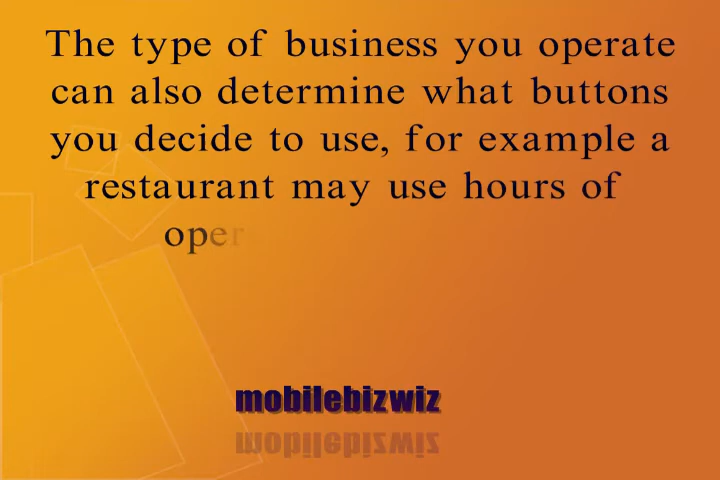 The type of business you operate
can also determine what buttons
you decide to use, for example a
restaurant may use hours of
oper
mobilebizwiz